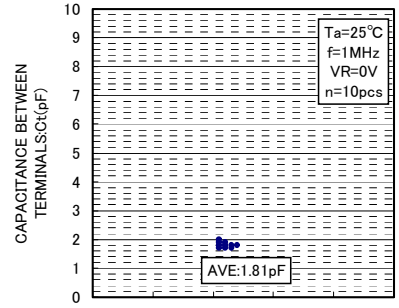 10
9
8
7
6
5
4
3
2
1
0
CAPACITANCE BETWEEN
TERMINALS:Ct(pF)
Ta=25°C
f=1MHz
VR=0V
n=10pcs
AVE:1.81pF